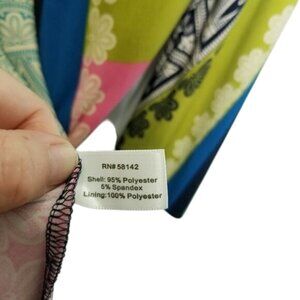 RN# 58142
Shell: 95% Polyester
5% Spandex
Lining: 100% Polyester